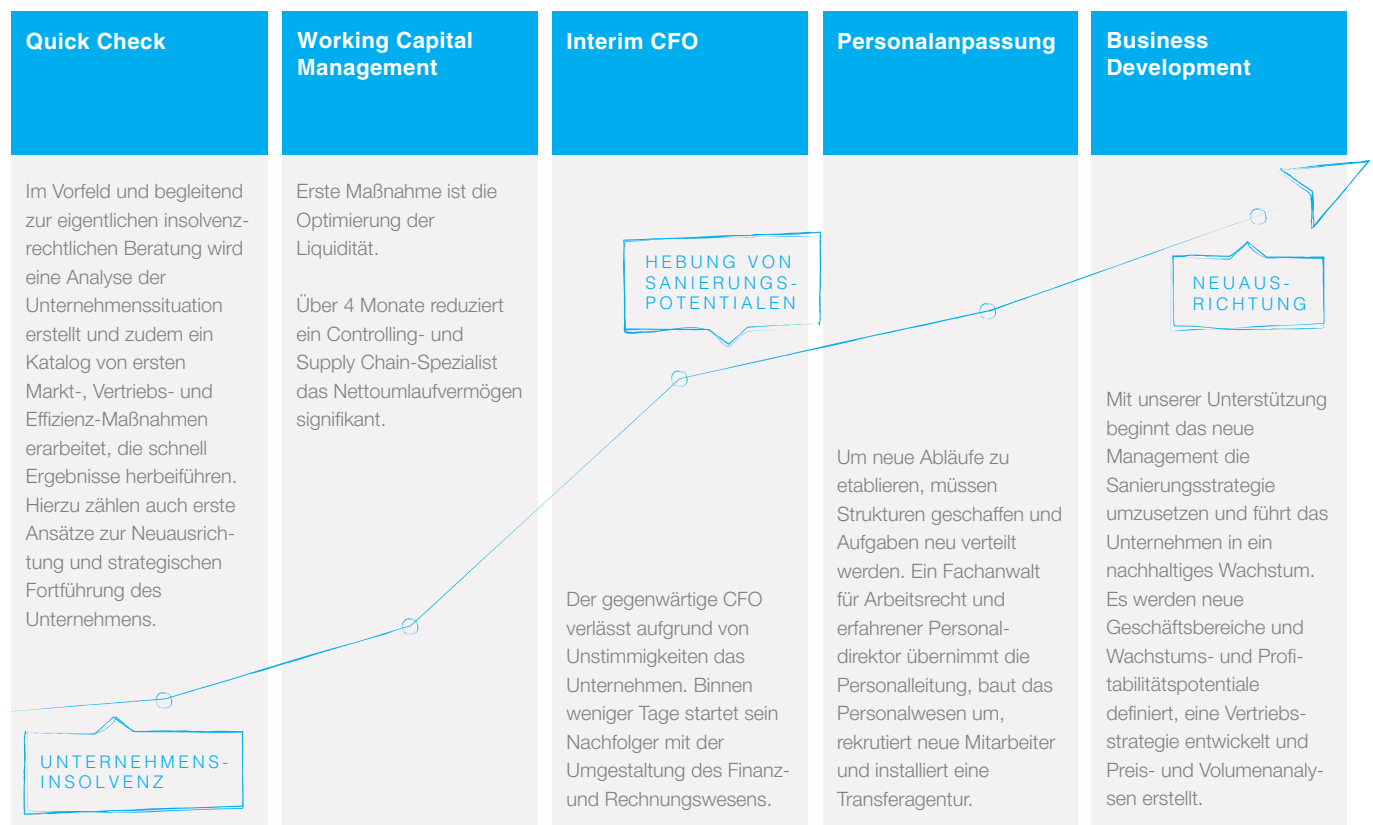 Quick Check
Im Vorfeld und begleitend
zur eigentlichen insolvenz-
rechtlichen Beratung wird
eine Analyse der
Unternehmenssituation
erstellt und zudem ein
Katalog von ersten
Markt-, Vertriebs- und
Effizienz-Maßnahmen
erarbeitet, die schnell
Ergebnisse herbeiführen.
Hierzu zählen auch erste
Ansätze zur Neuausrich-
tung und strategischen
Fortführung des
Unternehmens.
UNTERNEHMENS-
INSOLVENZ
Working Capital
Management
Erste Maßnahme ist die
Optimierung der
Liquidität.
Über 4 Monate reduziert
ein Controlling- und
Supply Chain-Spezialist
das Nettoumlaufvermögen
signifikant.
Interim CFO
HEBUNG VON
SANIERUNGS-
POTENTIALEN
Der gegenwärtige CFO
verlässt aufgrund von
Unstimmigkeiten das
Unternehmen. Binnen
weniger Tage startet sein
Nachfolger mit der
Umgestaltung des Finanz-
und Rechnungswesens.
Personalanpassung
Um neue Abläufe zu
etablieren, müssen
Strukturen geschaffen und
Aufgaben neu verteilt
werden. Ein Fachanwalt
für Arbeitsrecht und
erfahrener Personal-
direktor übernimmt die
Personalleitung, baut das
Personalwesen um,
rekrutiert neue Mitarbeiter
und installiert eine
Transferagentur.
Business
Development
NEUAUS-
RICHTUNG
Mit unserer Unterstützung
beginnt das neue
Management die
Sanierungsstrategie
umzusetzen und führt das
Unternehmen in ein
nachhaltiges Wachstum.
Es werden neue
Geschäftsbereiche und
Wachstums- und Profi-
tabilitätspotentiale
definiert, eine Vertriebs-
strategie entwickelt und
Preis- und Volumenanaly-
sen erstellt.